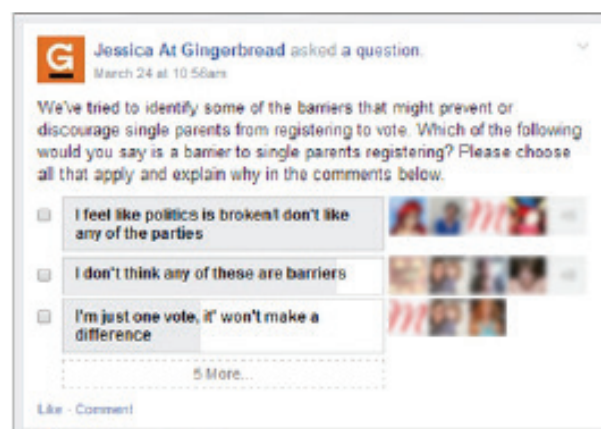 G
Jessica At Gingerbread asked a question.
March 24 at 10:56am
We've tried to identify some of the barriers that might prevent or
discourage single parents from registering to vote. Which of the following
would you say is a barrier to single parents registering? Please choose
all that apply and explain why in the comments below.
I feel like politics is broken/I don't like
any of the parties
I don't think any of these are barriers
I'm just one vote, it' won't make a
difference
5 More...
Like · Comment